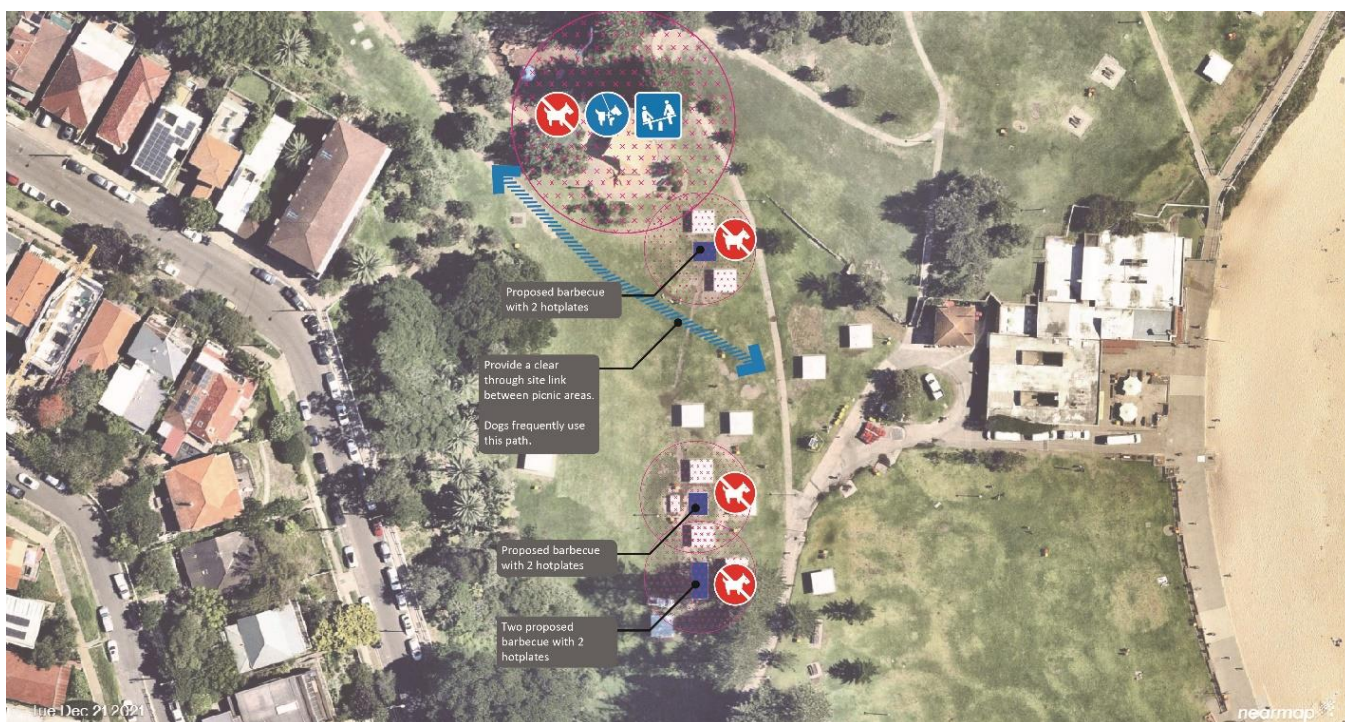 Proposed barbecue
with 2 hotplates
Provide a clear
through site link
between picnic areas.
Dogs frequently use
this path.
Proposed barbecue
with 2 hotplates
Two proposed
barbecue with 2
hotplates
Tue Dec 21 2021
nearmap